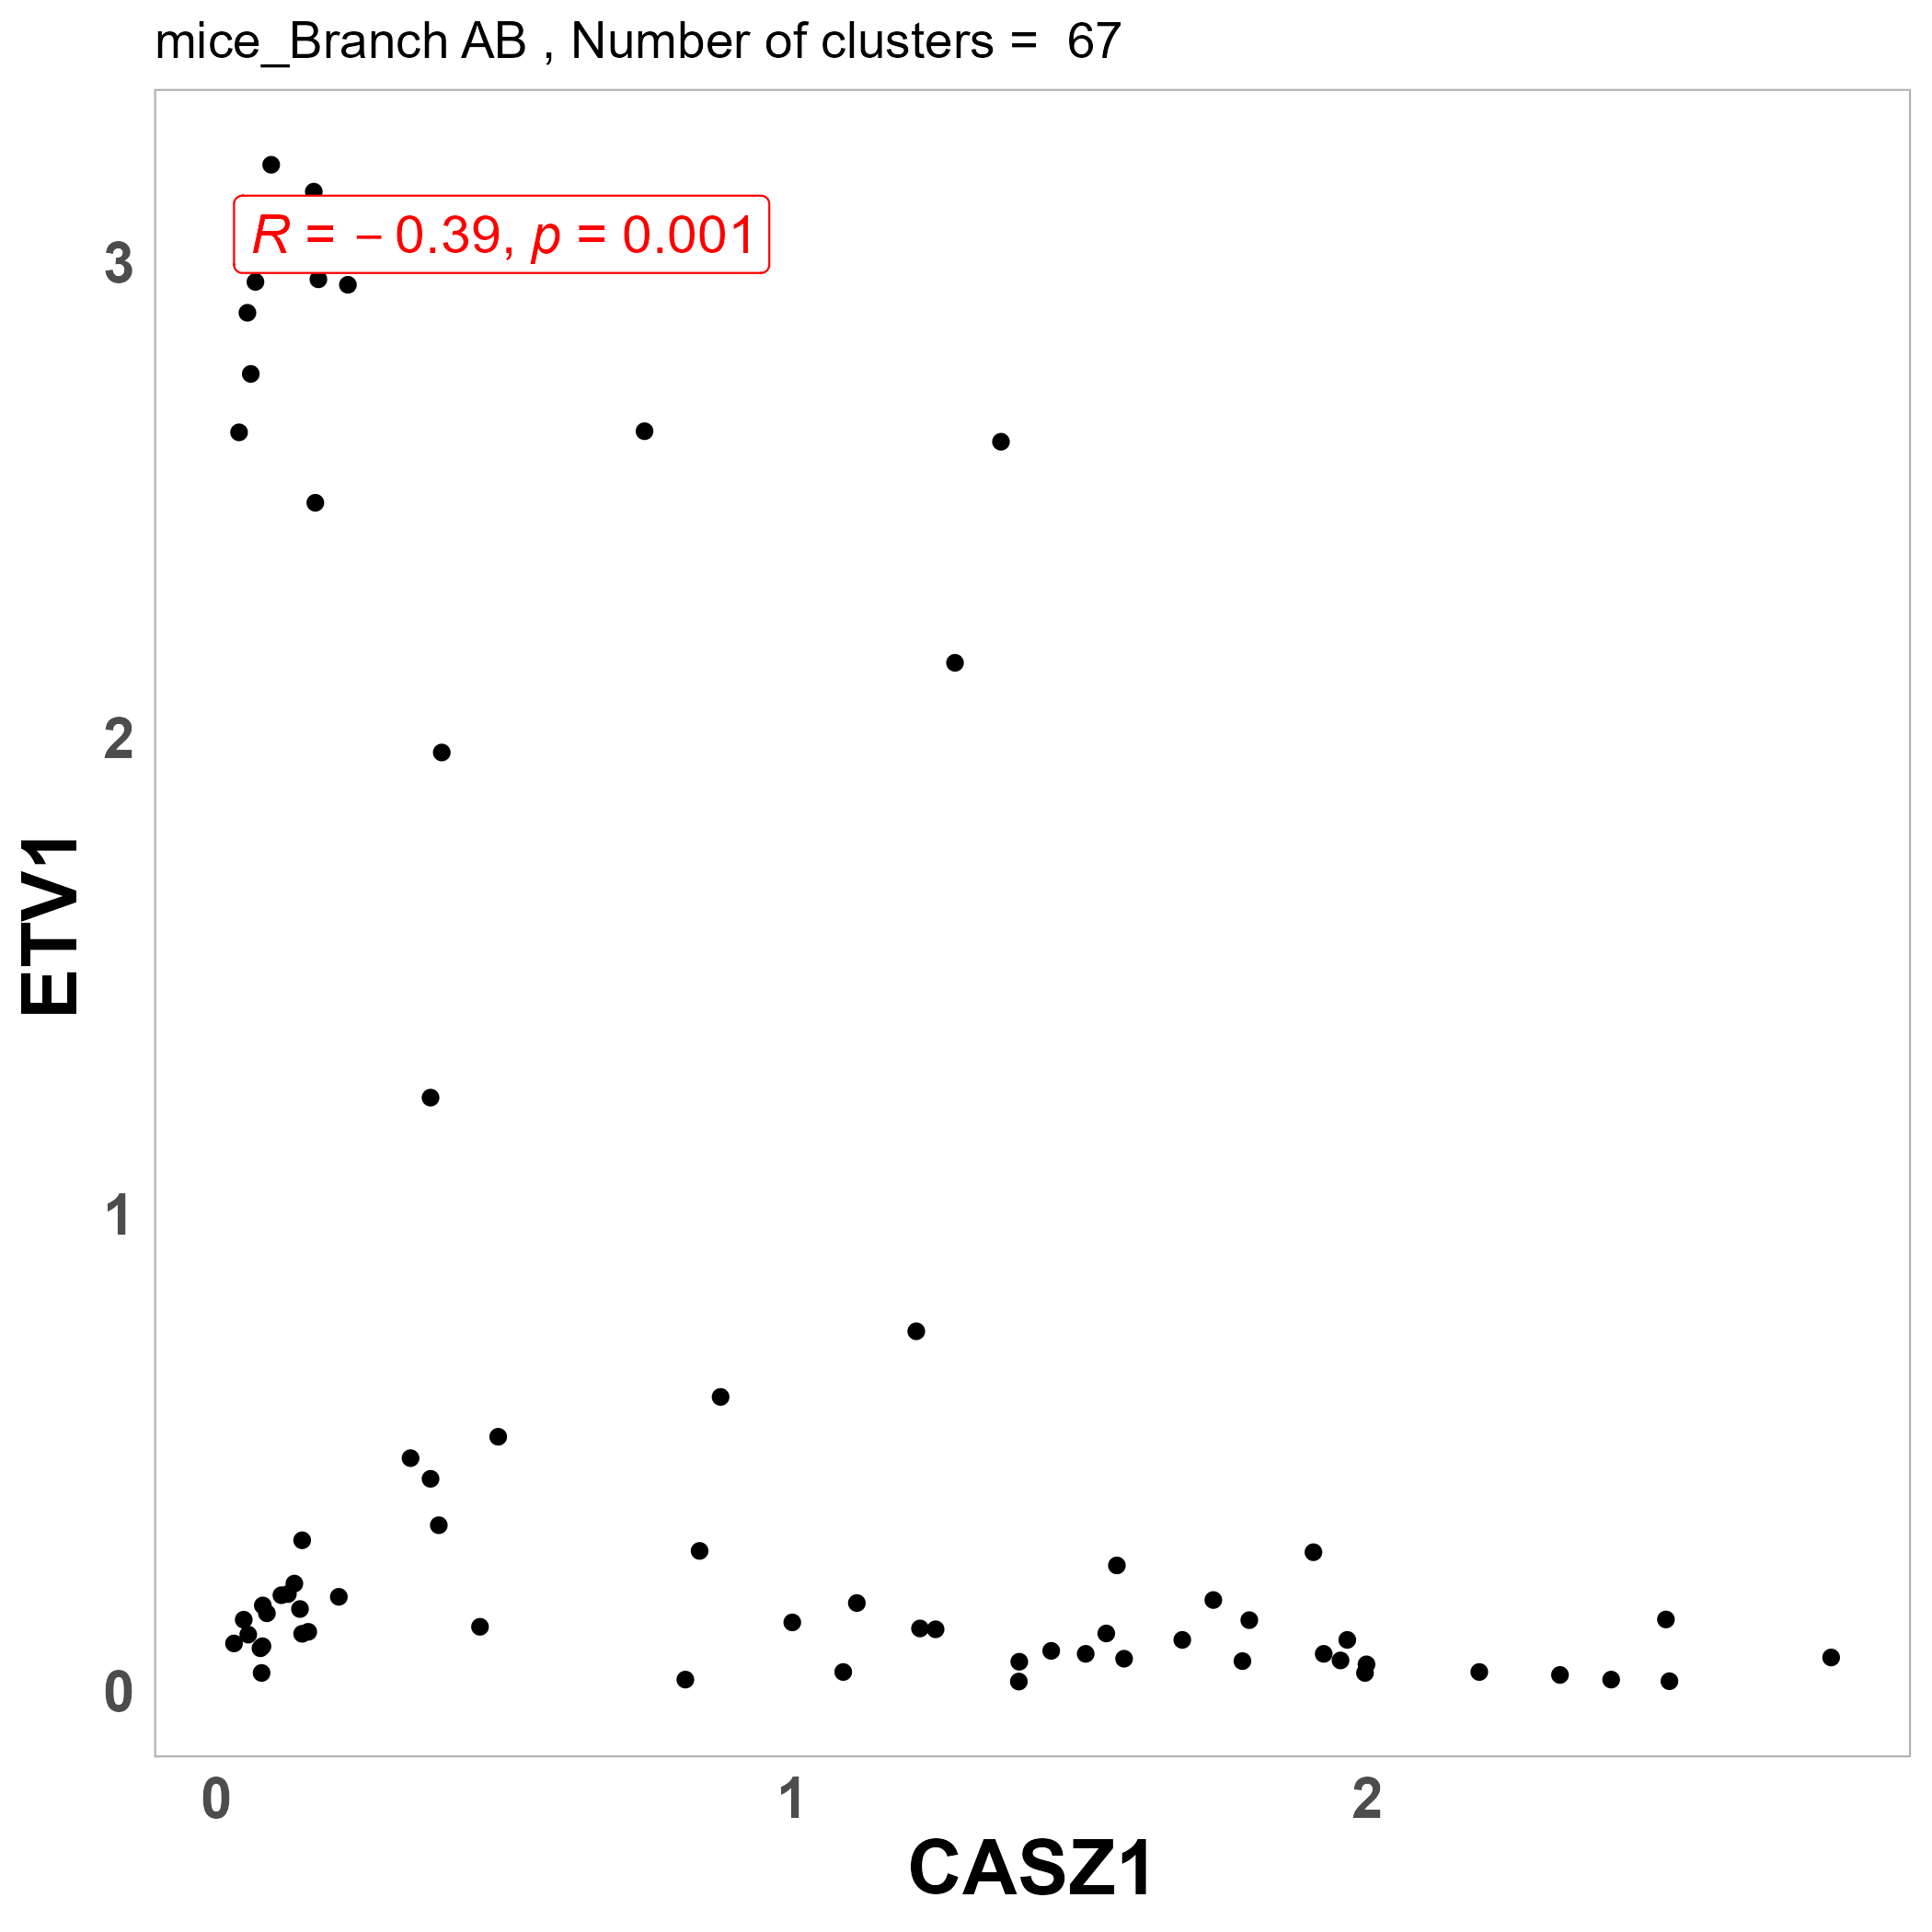 mice_Branch AB , Number of clusters =  67
R = − 0.39, p = 0.001
3
2
1
0
ETV1
0 1 2
CASZ1